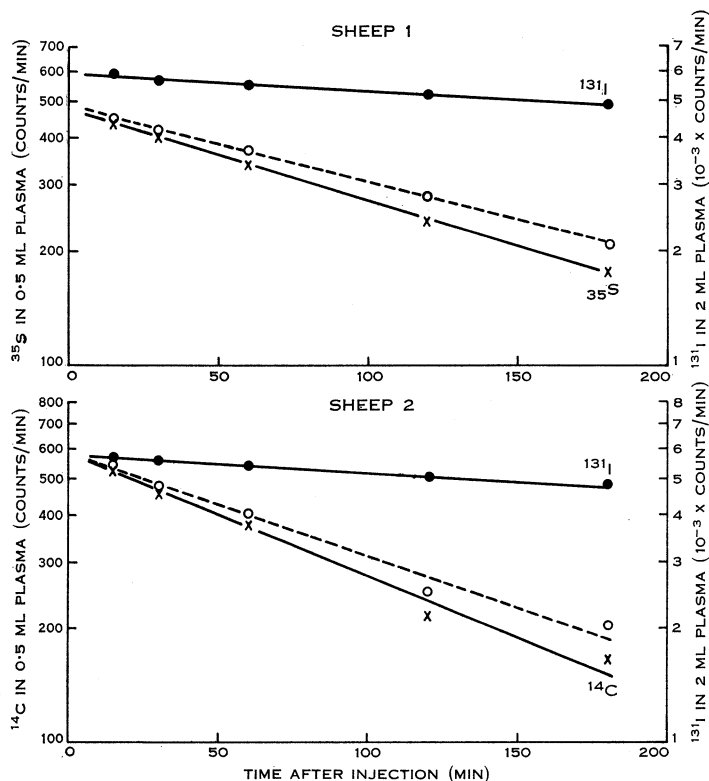 SHEEP 1
³⁵S IN 0·5 ML PLASMA (COUNTS/MIN)
700
600
500
400
300
200
100
¹³¹I IN 2 ML PLASMA (10⁻³ x COUNTS/MIN)
7
6
5
4
3
2
1
¹³¹I
³⁵S
0 50 100 150 200
SHEEP 2
¹⁴C IN 0·5 ML PLASMA (COUNTS/MIN)
800
700
600
500
400
300
200
100
¹³¹I IN 2 ML PLASMA (10⁻³ x COUNTS/MIN)
8
7
6
5
4
3
2
1
¹³¹I
¹⁴C
0 50 100 150 200
TIME AFTER INJECTION (MIN)